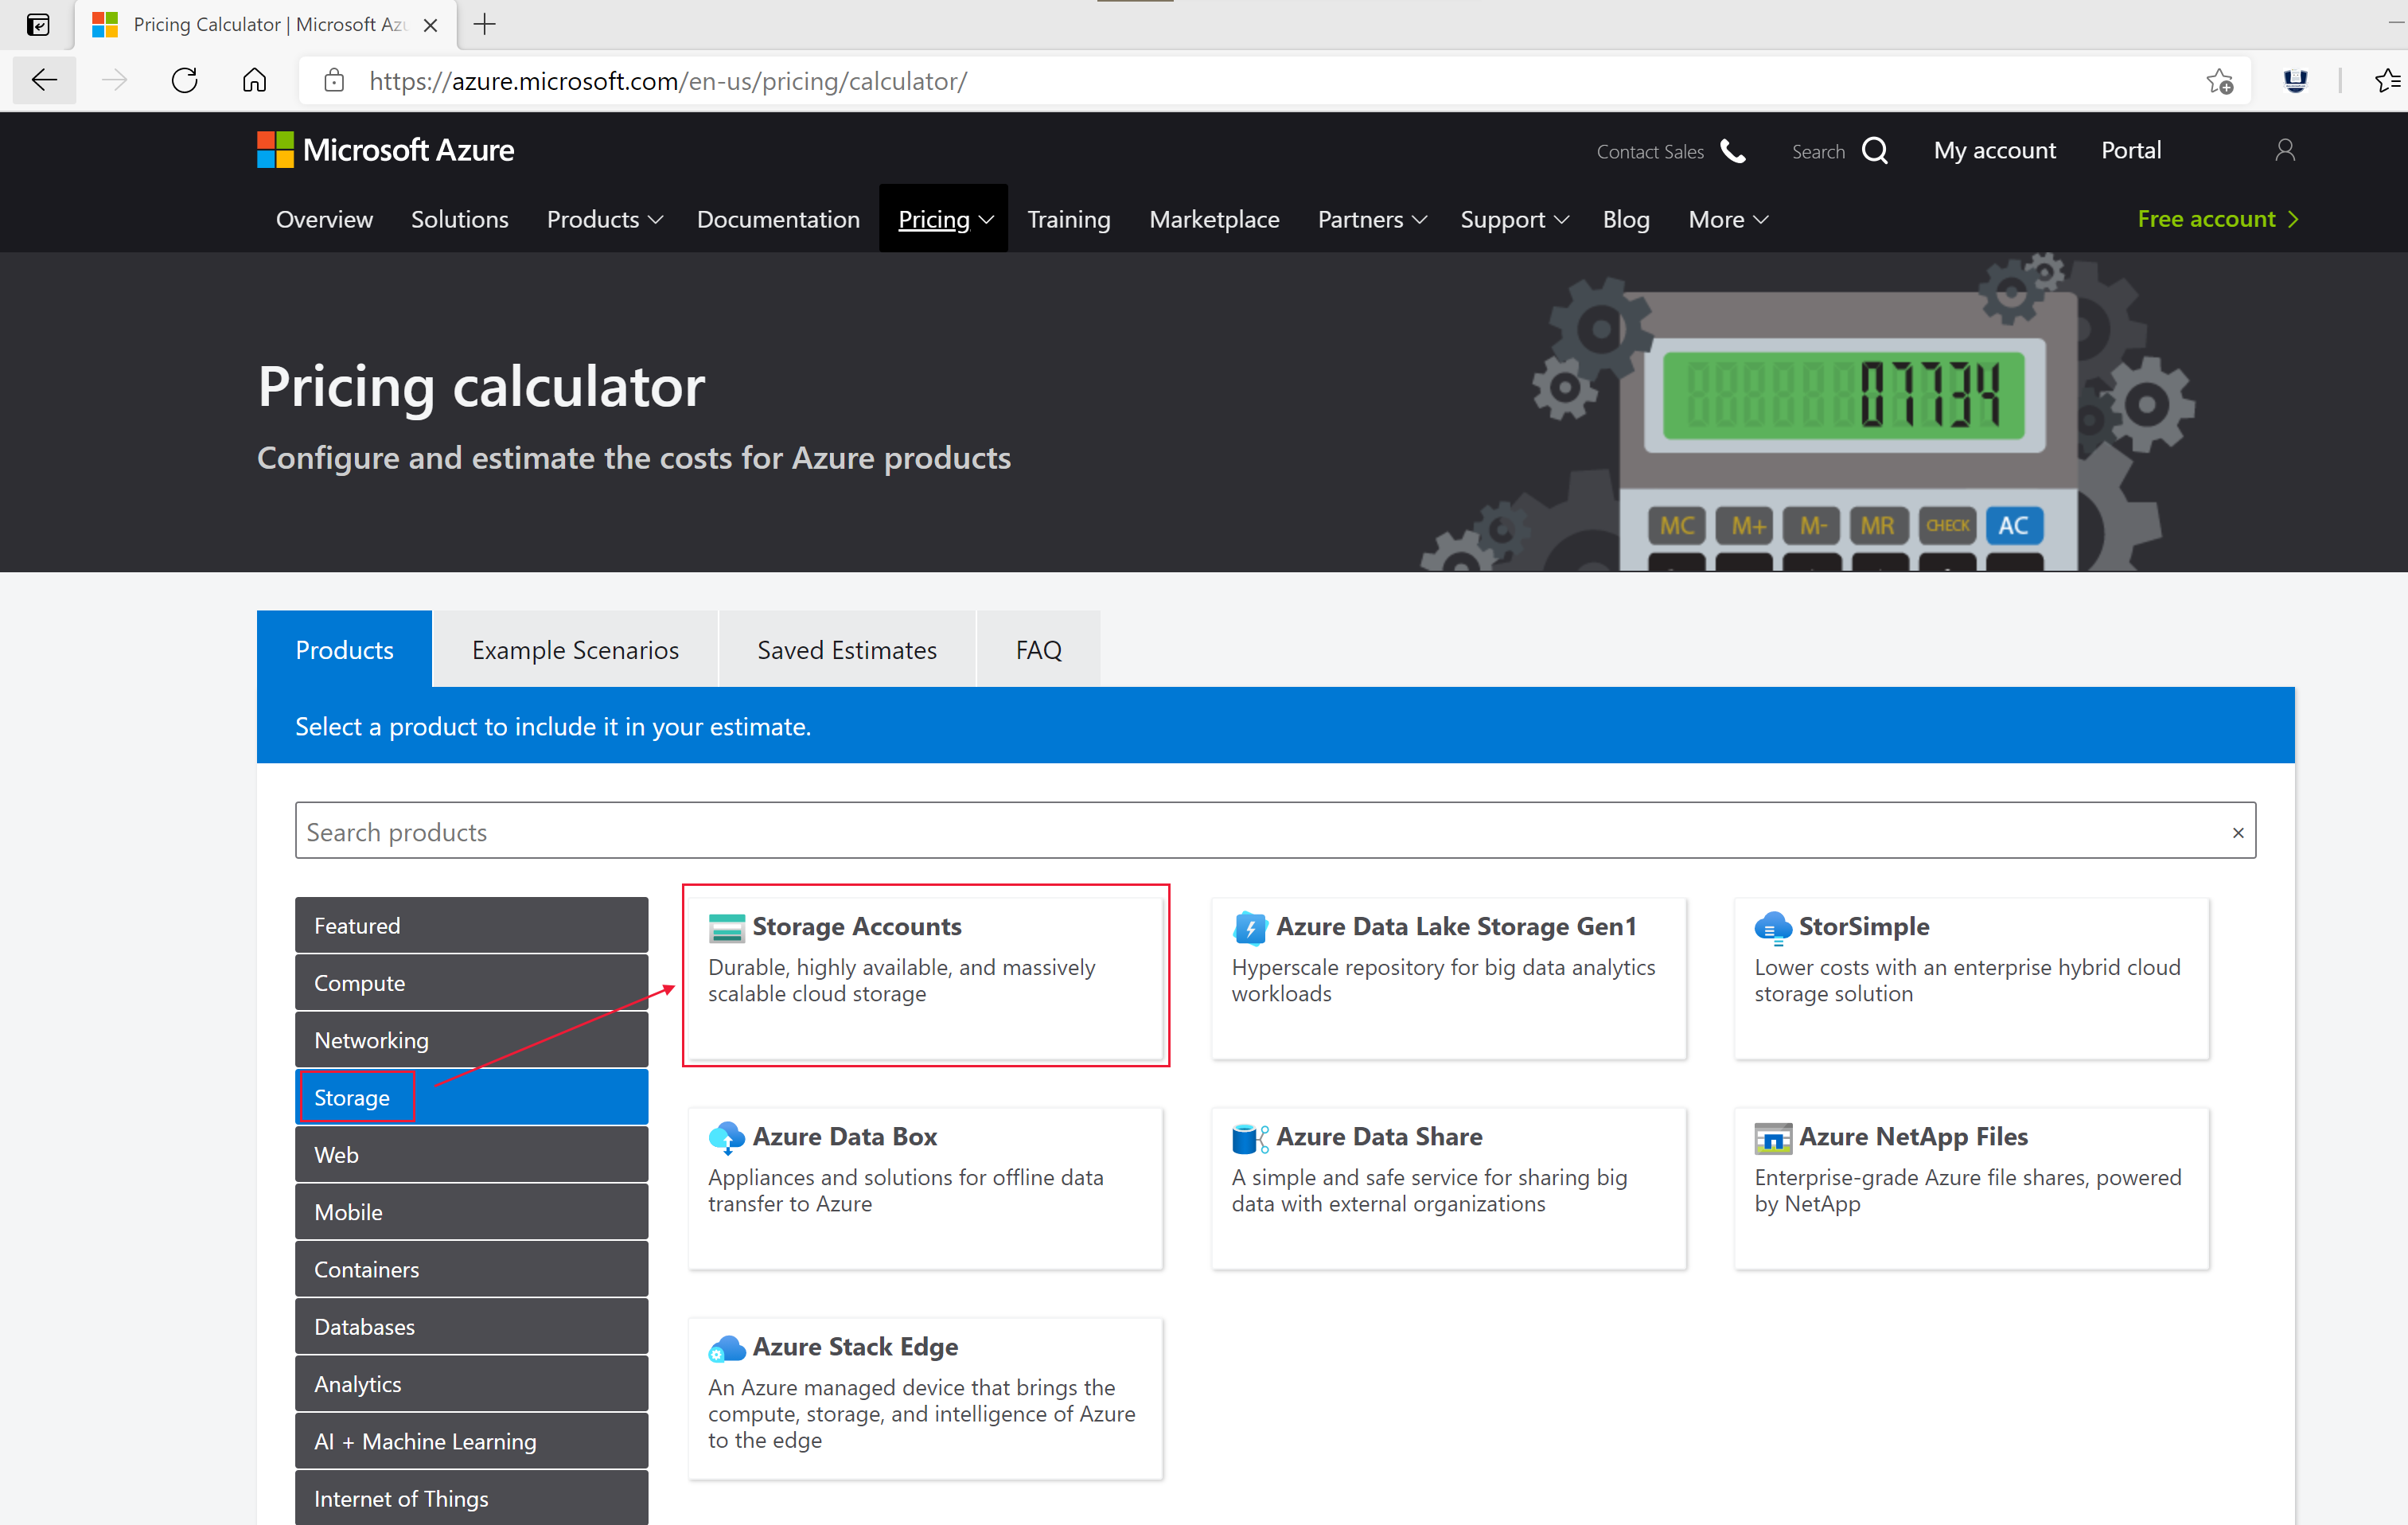 Pricing Calculator | Microsoft Az
https://azure.microsoft.com/en-us/pricing/calculator/
Microsoft Azure
Contact Sales
Search
My account
Portal
Overview
Solutions
Products
Documentation
Pricing
Training
Marketplace
Partners
Support
Blog
More
Free account
Pricing calculator
Configure and estimate the costs for Azure products
07734
MC
M+
M-
MR
CHECK
AC
Products
Example Scenarios
Saved Estimates
FAQ
Select a product to include it in your estimate.
Search products
Featured
Compute
Networking
Storage
Web
Mobile
Containers
Databases
Analytics
AI + Machine Learning
Internet of Things
Storage Accounts
Durable, highly available, and massively
scalable cloud storage
Azure Data Lake Storage Gen1
Hyperscale repository for big data analytics
workloads
StorSimple
Lower costs with an enterprise hybrid cloud
storage solution
Azure Data Box
Appliances and solutions for offline data
transfer to Azure
Azure Data Share
A simple and safe service for sharing big
data with external organizations
Azure NetApp Files
Enterprise-grade Azure file shares, powered
by NetApp
Azure Stack Edge
An Azure managed device that brings the
compute, storage, and intelligence of Azure
to the edge